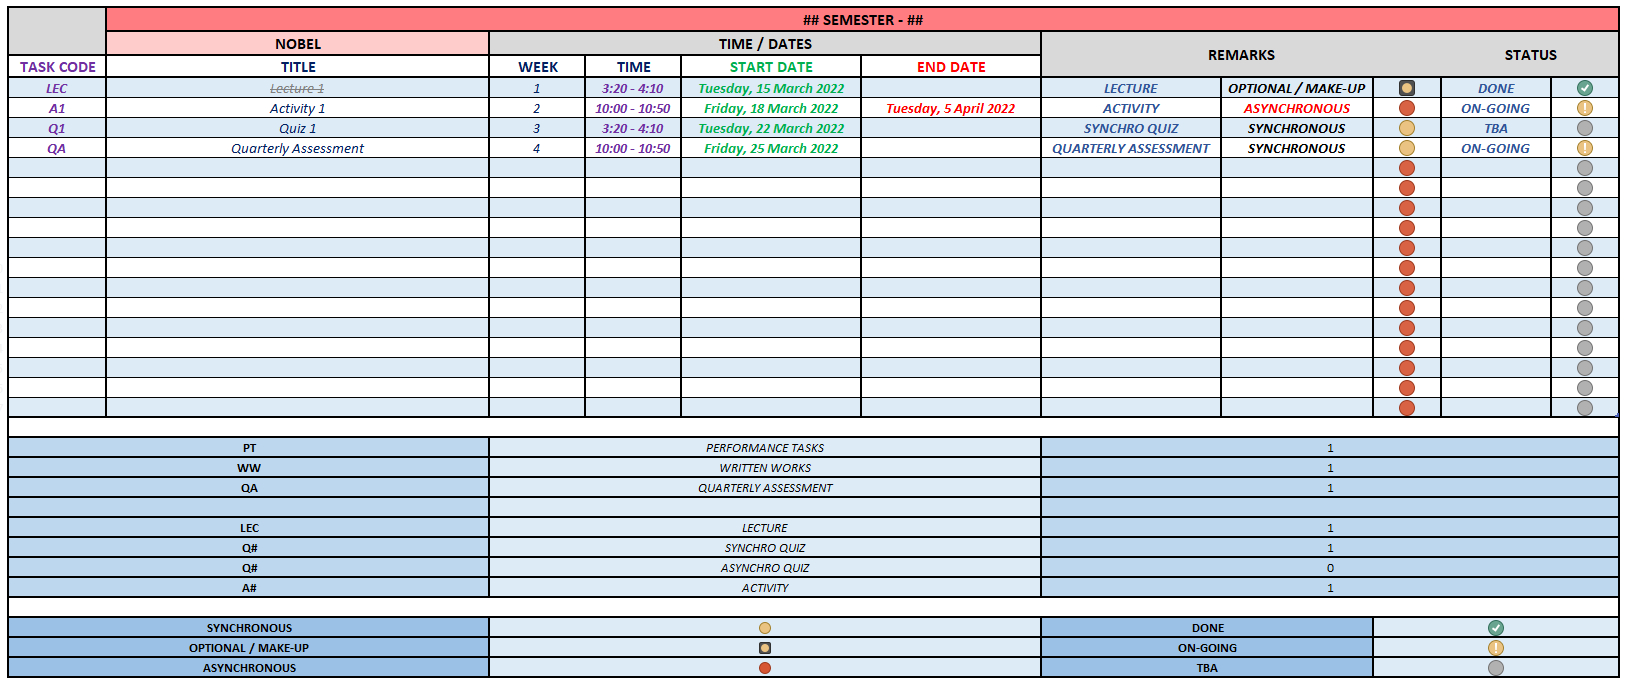 ## SEMESTER - ##
NOBEL TIME / DATES REMARKS STATUS
TASK CODE TITLE WEEK TIME START DATE END DATE
LEC Lecture 1 1 3:20 - 4:10 Tuesday, 15 March 2022 LECTURE OPTIONAL / MAKE-UP DONE
A1 Activity 1 2 10:00 - 10:50 Friday, 18 March 2022 Tuesday, 5 April 2022 ACTIVITY ASYNCHRONOUS ON-GOING
Q1 Quiz 1 3 3:20 - 4:10 Tuesday, 22 March 2022 SYNCHRO QUIZ SYNCHRONOUS TBA
QA Quarterly Assessment 4 10:00 - 10:50 Friday, 25 March 2022 QUARTERLY ASSESSMENT SYNCHRONOUS ON-GOING
PT PERFORMANCE TASKS 1
WW WRITTEN WORKS 1
QA QUARTERLY ASSESSMENT 1
LEC LECTURE 1
Q# SYNCHRO QUIZ 1
Q# ASYNCHRO QUIZ 0
A# ACTIVITY 1
SYNCHRONOUS DONE
OPTIONAL / MAKE-UP ON-GOING
ASYNCHRONOUS TBA